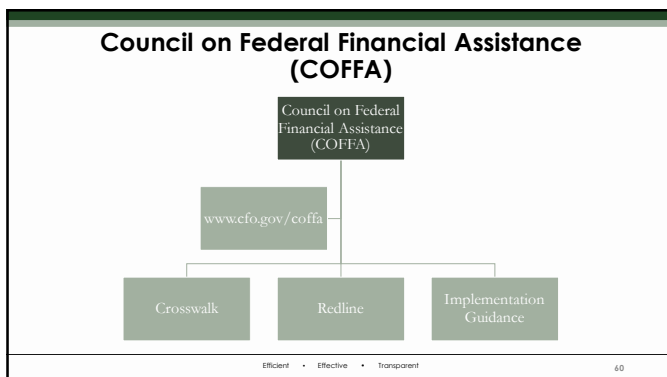 Council on Federal Financial Assistance
(COFFA)
Council on Federal
Financial Assistance
(COFFA)
www.cfo.gov/coffa
Crosswalk
Redline
Implementation
Guidance
Efficient • Effective • Transparent
60